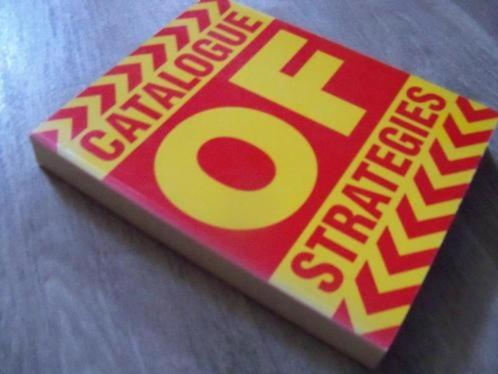 CATALOGUE
OF
STRATEGIES